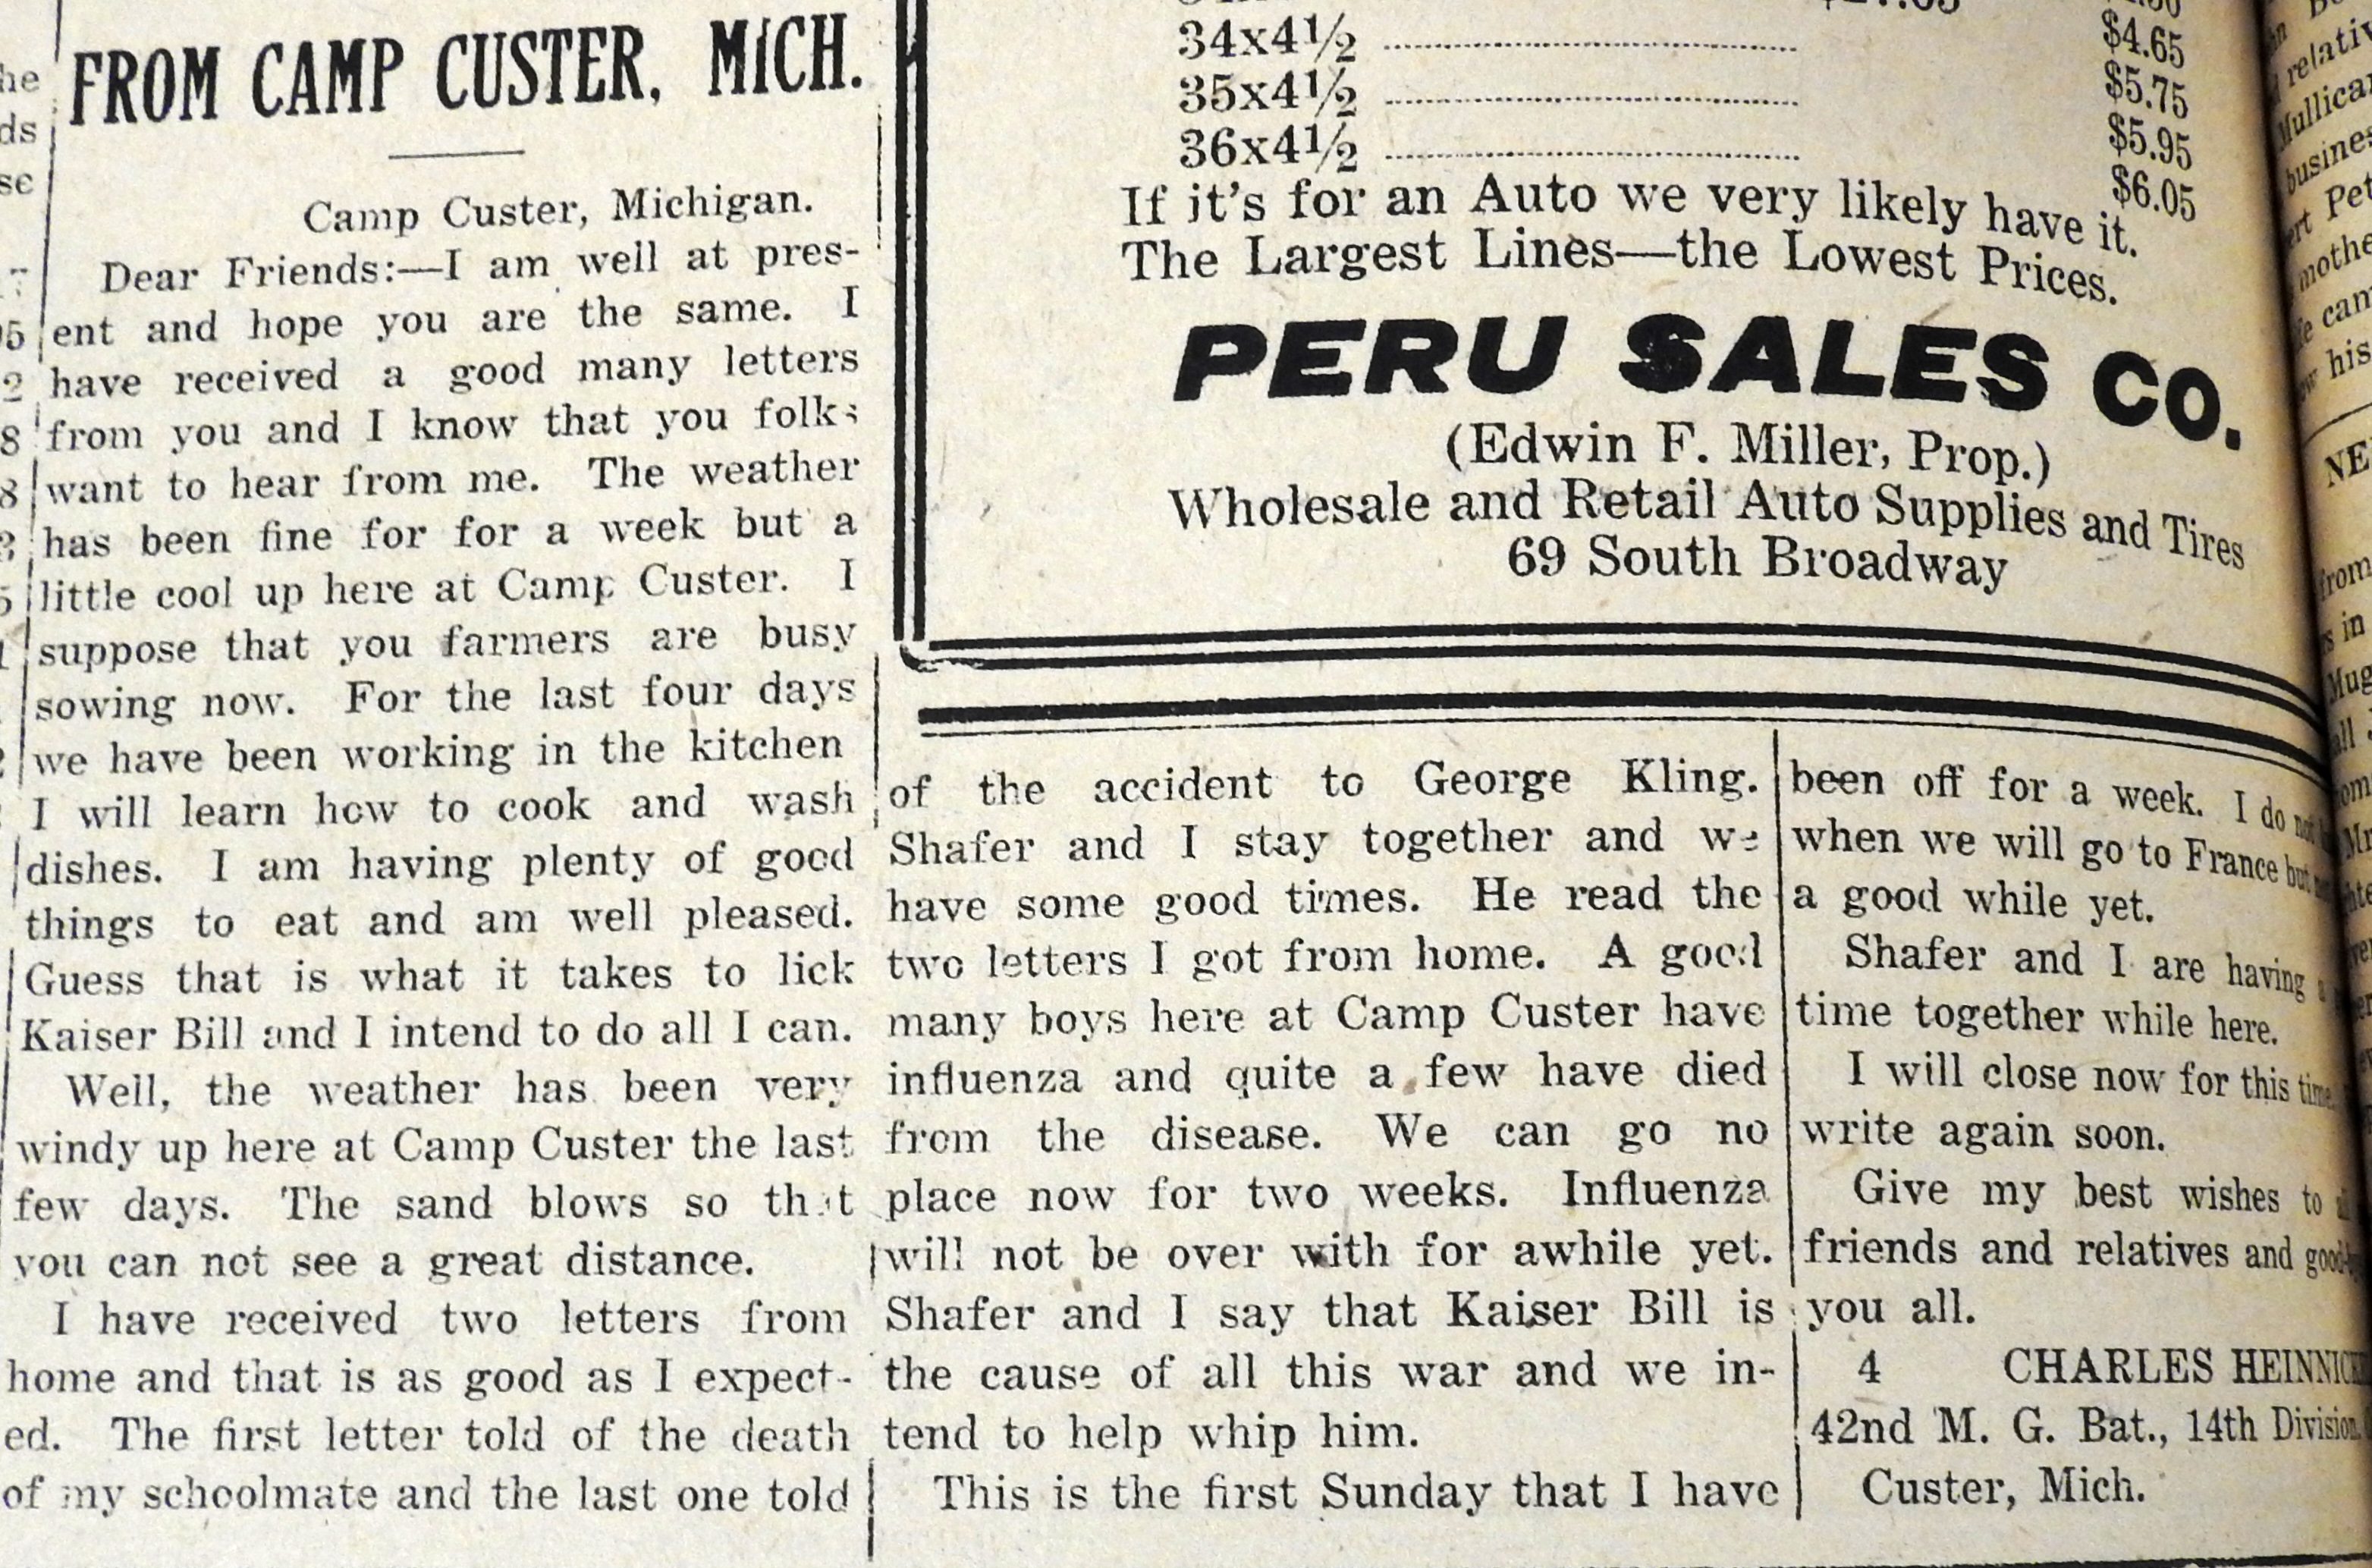 FROM CAMP CUSTER, MICH.
Camp Custer, Michigan.
Dear Friends:—I am well at pres-
ent and hope you are the same. I
have received a good many letters
from you and I know that you folks
want to hear from me. The weather
has been fine for for a week but a
little cool up here at Camp Custer. I
suppose that you farmers are busy
sowing now. For the last four days
we have been working in the kitchen
I will learn how to cook and wash
dishes. I am having plenty of good
things to eat and am well pleased.
Guess that is what it takes to lick
Kaiser Bill and I intend to do all I can.
Well, the weather has been very
windy up here at Camp Custer the last
few days. The sand blows so that
you can not see a great distance.
I have received two letters from
home and that is as good as I expect-
ed. The first letter told of the death
of my schoolmate and the last one told
of the accident to George Kling.
Shafer and I stay together and we
have some good times. He read the
two letters I got from home. A good
many boys here at Camp Custer have
influenza and quite a few have died
from the disease. We can go no
place now for two weeks. Influenza
will not be over with for awhile yet.
Shafer and I say that Kaiser Bill is
the cause of all this war and we in-
tend to help whip him.
This is the first Sunday that I have
been off for a week. I do
when we will go to France but
a good while yet.
Shafer and I are having
time together while here.
I will close now for this time.
write again soon.
Give my best wishes to
friends and relatives and
you all.
4 CHARLES
42nd M. G. Bat., 14th Division,
Custer, Mich.
34x4½ $4.65
35x4½ $5.75
36x4½ $5.95
$6.05
If it's for an Auto we very likely have it.
The Largest Lines—the Lowest Prices.
PERU SALES CO.
(Edwin F. Miller, Prop.)
Wholesale and Retail Auto Supplies and Tires
69 South Broadway